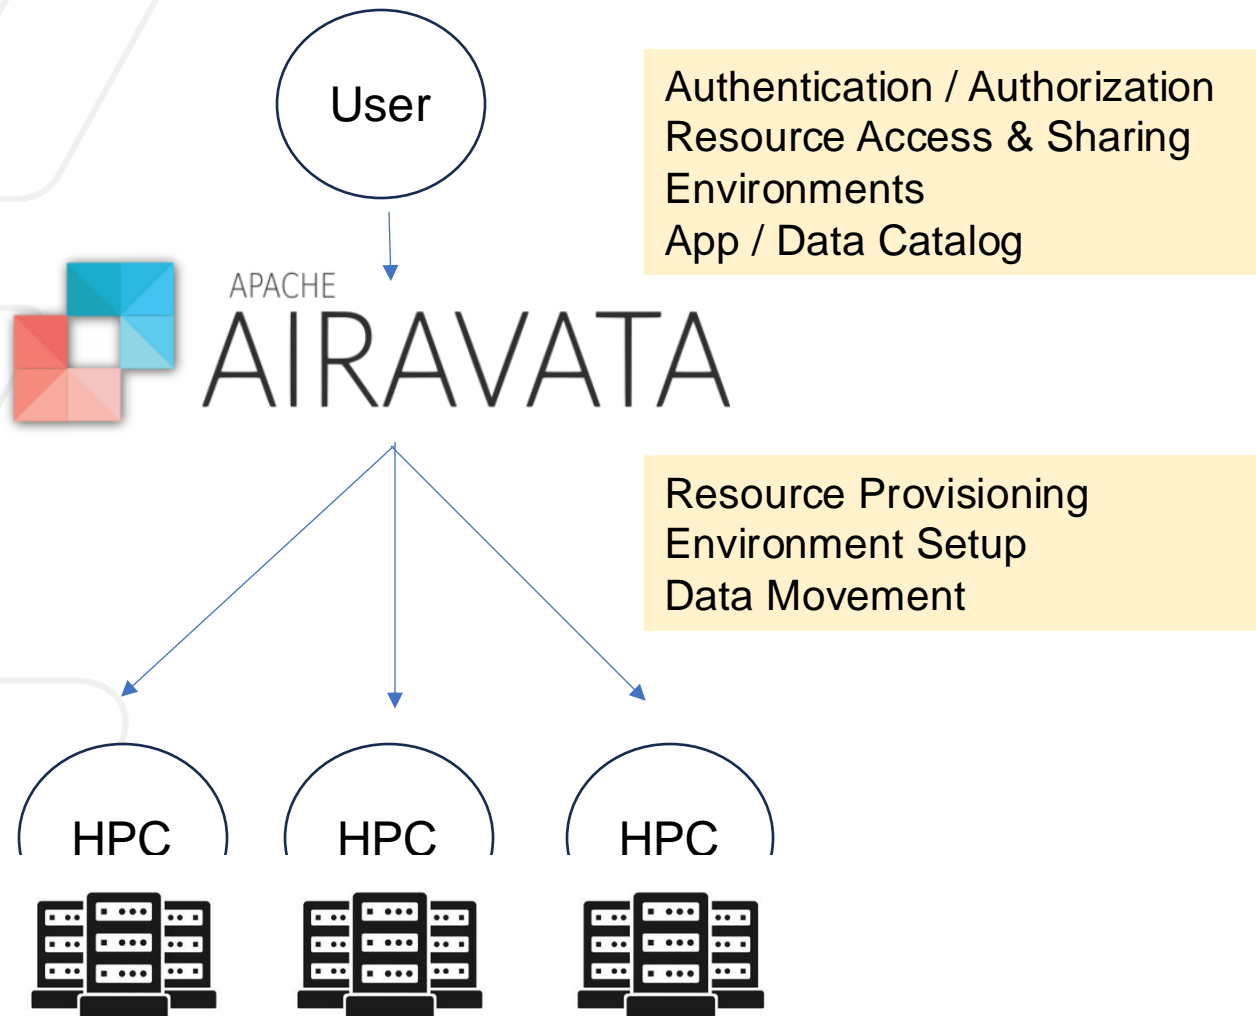 User
Authentication / Authorization
Resource Access & Sharing
Environments
App / Data Catalog
APACHE
AIRAVATA
Resource Provisioning
Environment Setup
Data Movement
HPC
HPC
HPC